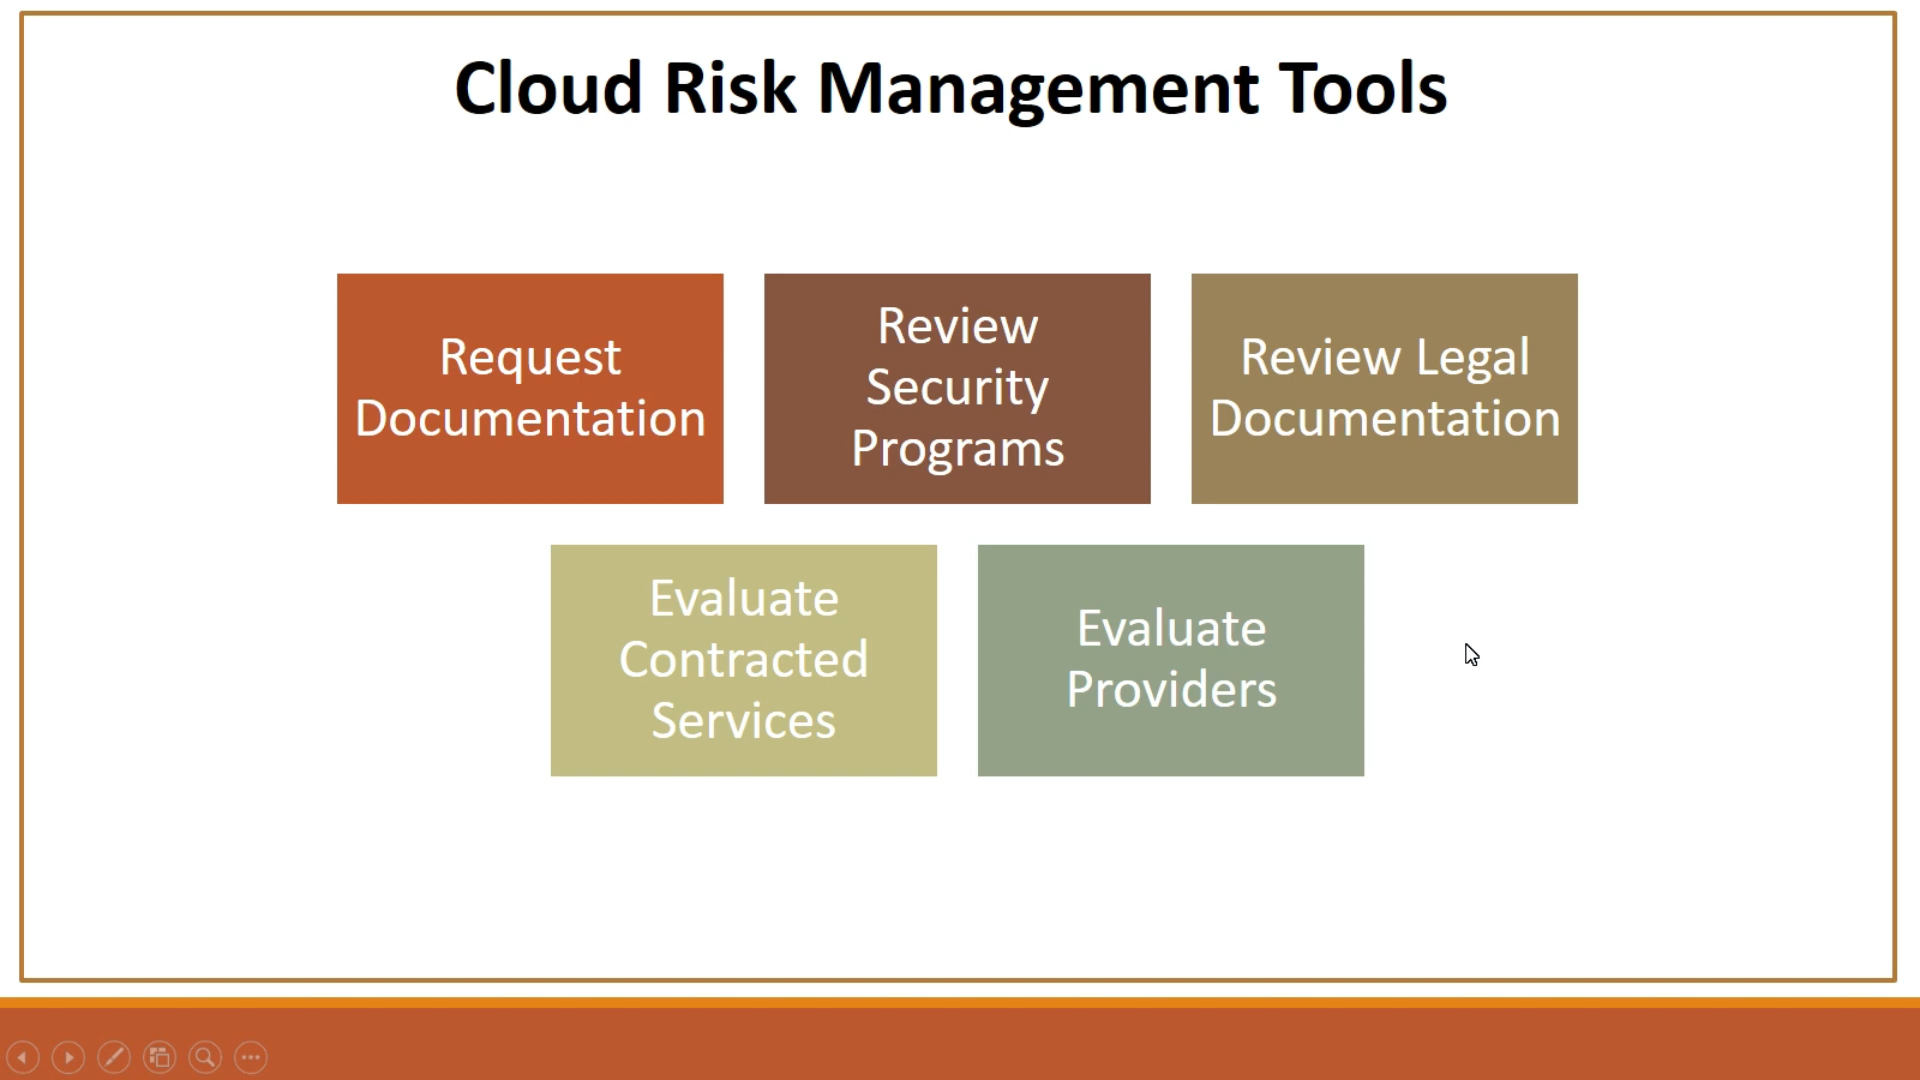 Cloud Risk Management Tools
Request
Documentation
Review
Security
Programs
Review Legal
Documentation
Evaluate
Contracted
Services
Evaluate
Providers